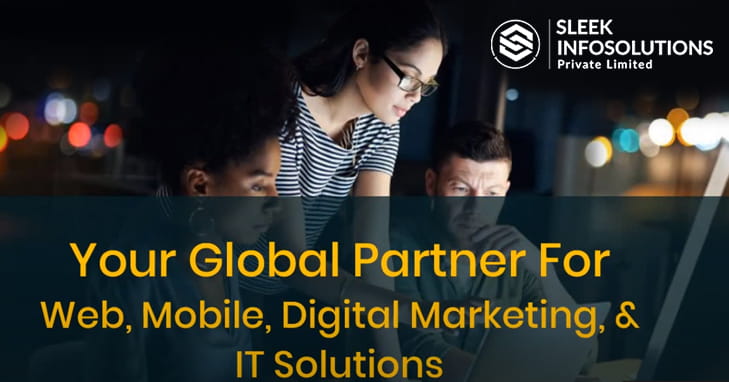 SLEEK
INFOSOLUTIONS
Private Limited
Your Global Partner For
Web, Mobile, Digital Marketing, &
IT Solutions